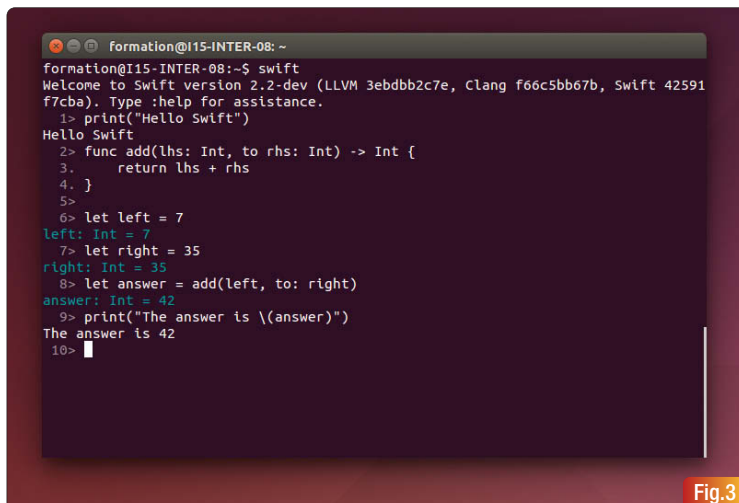 formation@I15-INTER-08: ~
formation@I15-INTER-08:~$ swift
Welcome to Swift version 2.2-dev (LLVM 3ebdbb2c7e, Clang f66c5bb67b, Swift 42591
f7cba). Type :help for assistance.
  1> print("Hello Swift")
Hello Swift
  2> func add(lhs: Int, to rhs: Int) -> Int {
  3.     return lhs + rhs
  4. }
  5>
  6> let left = 7
left: Int = 7
  7> let right = 35
right: Int = 35
  8> let answer = add(left, to: right)
answer: Int = 42
  9> print("The answer is \(answer)")
The answer is 42
 10>
Fig.3